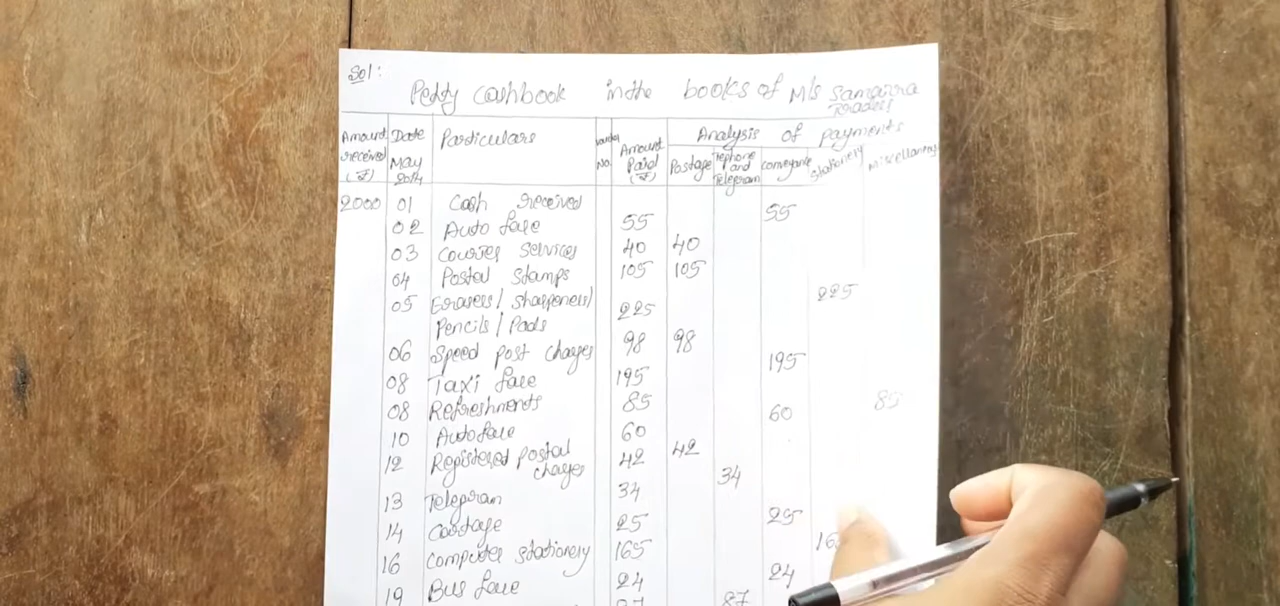 Sol:
Petty cashbook in the books of M/s Samaira
Traders
Amount received (₹) Date May 2014 Particulars Voucher No. Amount Paid (₹) Analysis of payments
Postage Telephone and Telegram Conveyance Stationery Miscellantry
2000 01 Cash received
02 Auto fare 55 55
03 Courier Services 40 40
04 Postal Stamps 105 105
05 Erasers/ Sharpeners/
Pencils/ Pads 225 225
06 Speed post charges 98 98
08 Taxi fare 195 195
08 Refreshments 85 85
10 Auto fare 60 60
12 Registered Postal
charges 42 42
13 Telegram 34 34
14 Cartage 25 25
16 Computer stationery 165
19 Bus fare 24 24
87